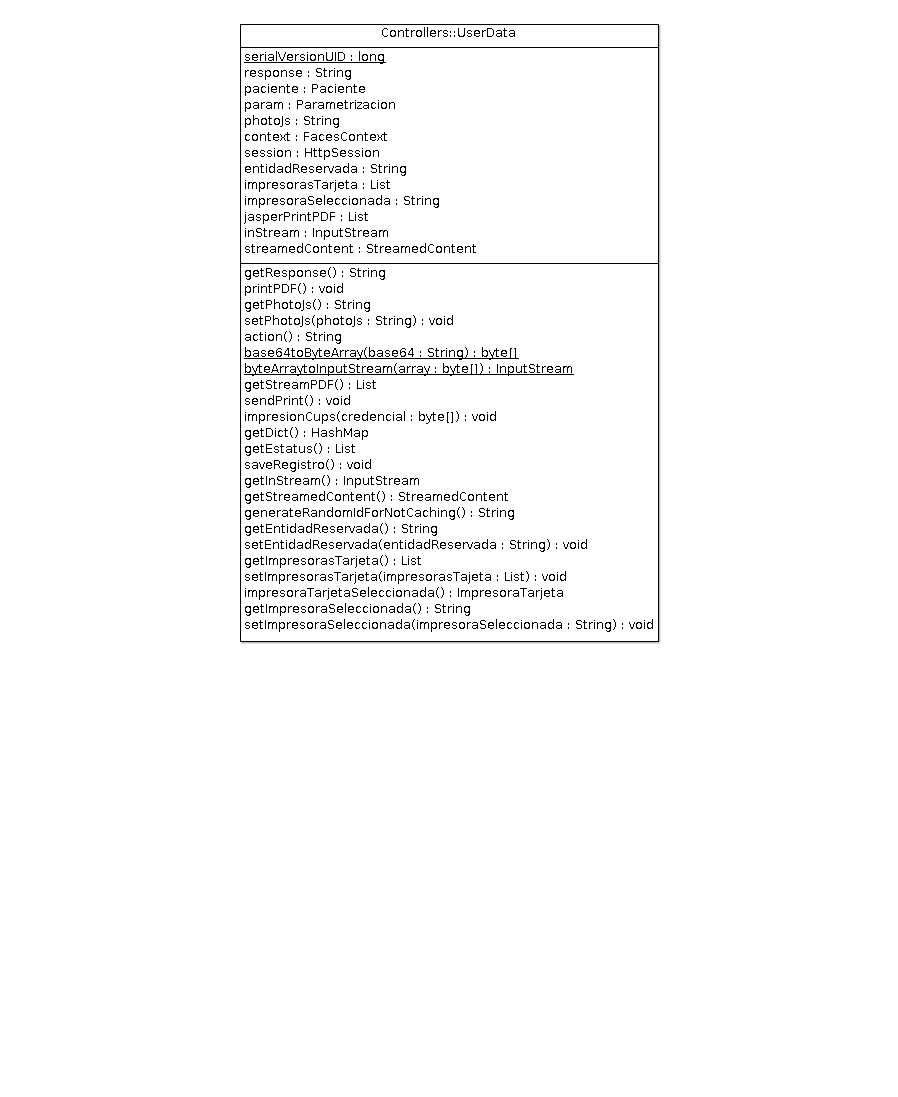 Controllers::UserData
serialVersionUID : long
response : String
paciente : Paciente
param : Parametrizacion
photoJs : String
context : FacesContext
session : HttpSession
entidadReservada : String
impresorasTarjeta : List
impresoraSeleccionada : String
jasperPrintPDF : List
inStream : InputStream
streamedContent : StreamedContent
getResponse() : String
printPDF() : void
getPhotoJs() : String
setPhotoJs(photoJs : String) : void
action() : String
base64toByteArray(base64 : String) : byte[]
byteArraytoInputStream(array : byte[]) : InputStream
getStreamPDF() : List
sendPrint() : void
impresionCups(credencial : byte[]) : void
getDict() : HashMap
getEstatus() : List
saveRegistro() : void
getInStream() : InputStream
getStreamedContent() : StreamedContent
generateRandomIdForNotCaching() : String
getEntidadReservada() : String
setEntidadReservada(entidadReservada : String) : void
getImpresorasTarjeta() : List
setImpresorasTarjeta(impresorasTajeta : List) : void
impresoraTarjetaSeleccionada() : ImpresoraTarjeta
getImpresoraSeleccionada() : String
setImpresoraSeleccionada(impresoraSeleccionada : String) : void